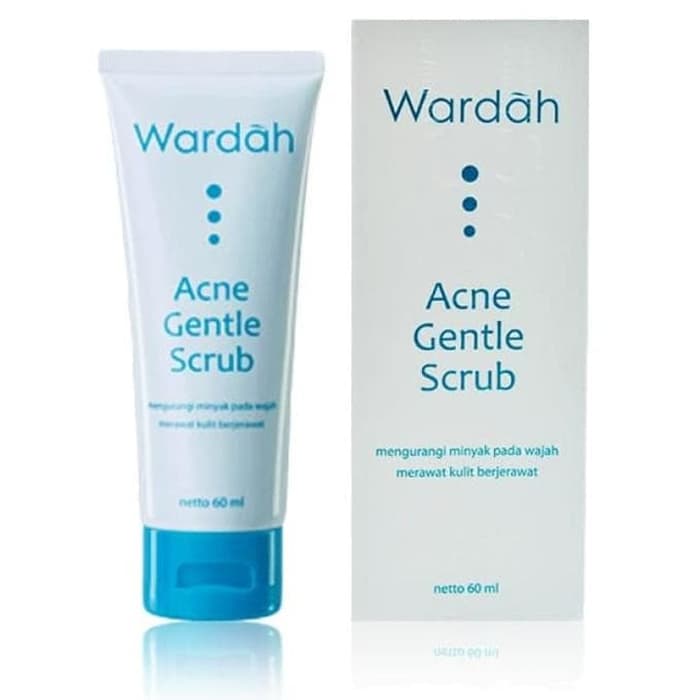 Wardah
Acne
Gentle
Scrub
mengurangi minyak pada wajah
merawat kulit berjerawat
netto 60 ml
Wardah
Acne
Gentle
Scrub
mengurangi minyak pada wajah
merawat kulit berjerawat
netto 60 ml